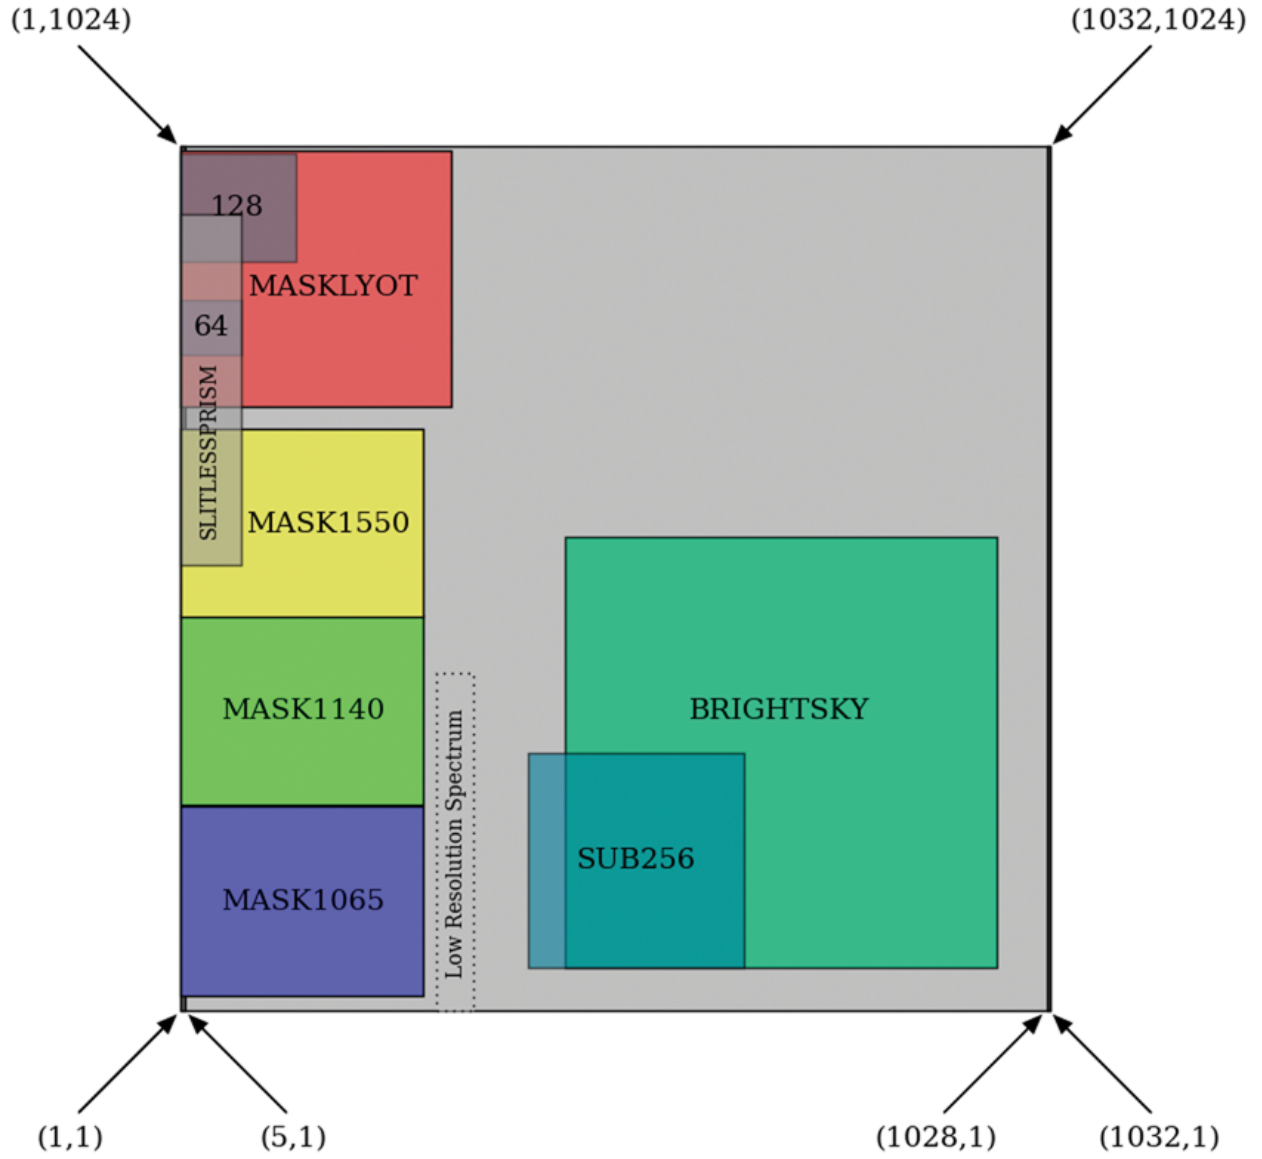 (1,1024)
(1032,1024)
128
MASKLYOT
64
SLITLESSPRISM
MASK1550
MASK1140
BRIGHTSKY
Low Resolution Spectrum
SUB256
MASK1065
(1,1)
(5,1)
(1028,1)
(1032,1)